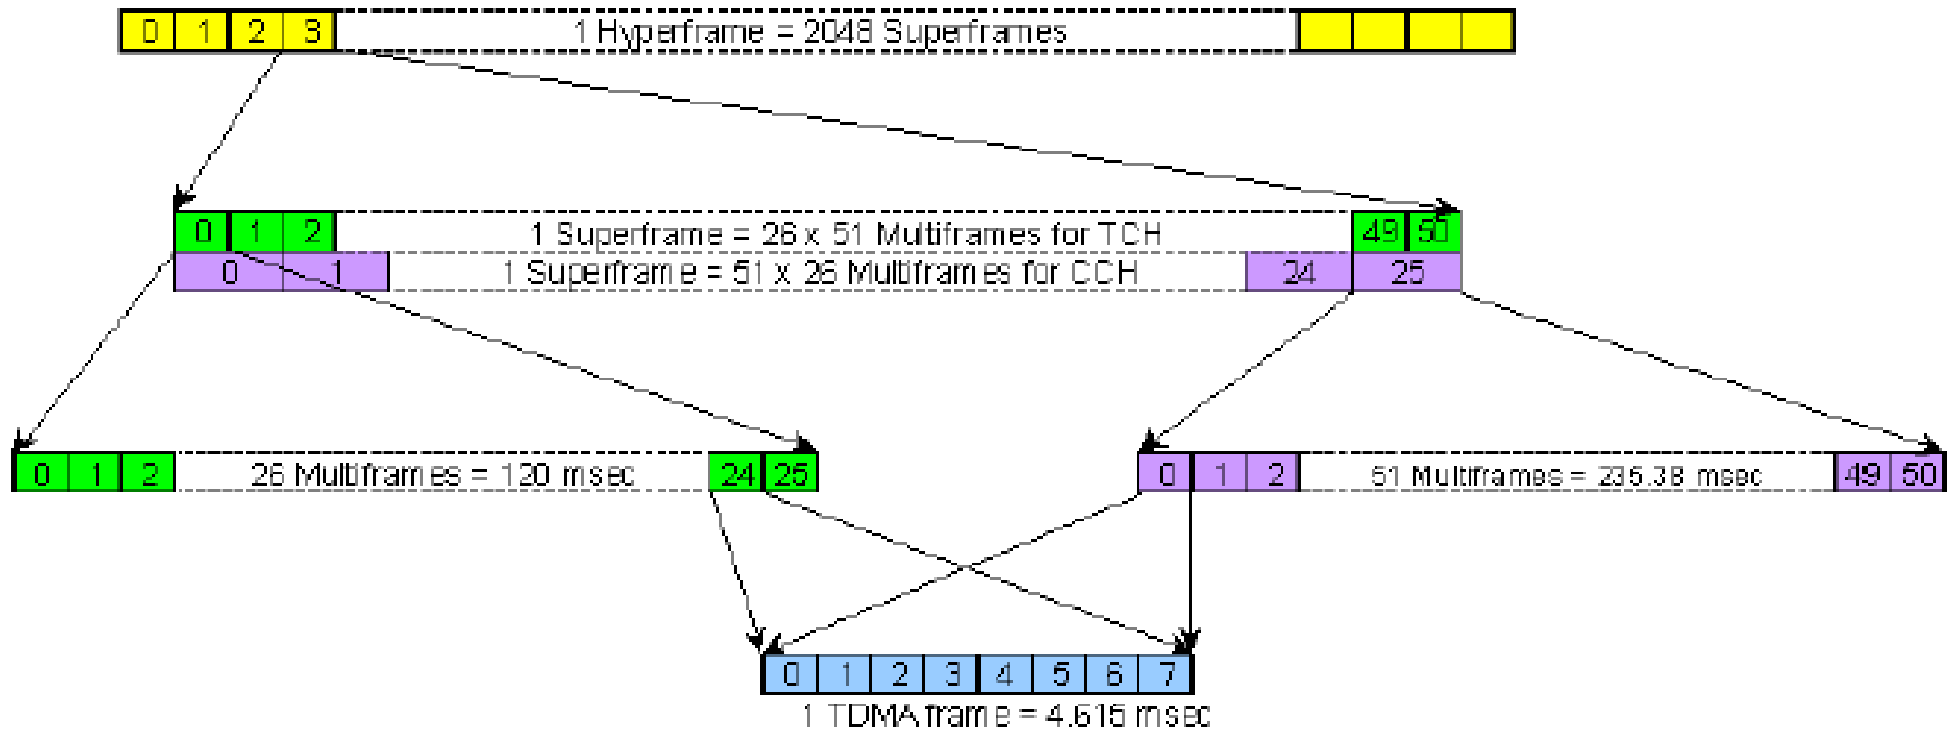 0 1 2 3 1 Hyperframe = 2048 Superframes
0 1 2 1 Superframe = 26 x 51 Multiframes for TCH 49 50
0 1 1 Superframe = 51 x 26 Multiframes for CCH 24 25
0 1 2 26 Multiframes = 120 msec 24 25
0 1 2 51 Multiframes = 235.38 msec 49 50
0 1 2 3 4 5 6 7
1 TDMA frame = 4.615 msec